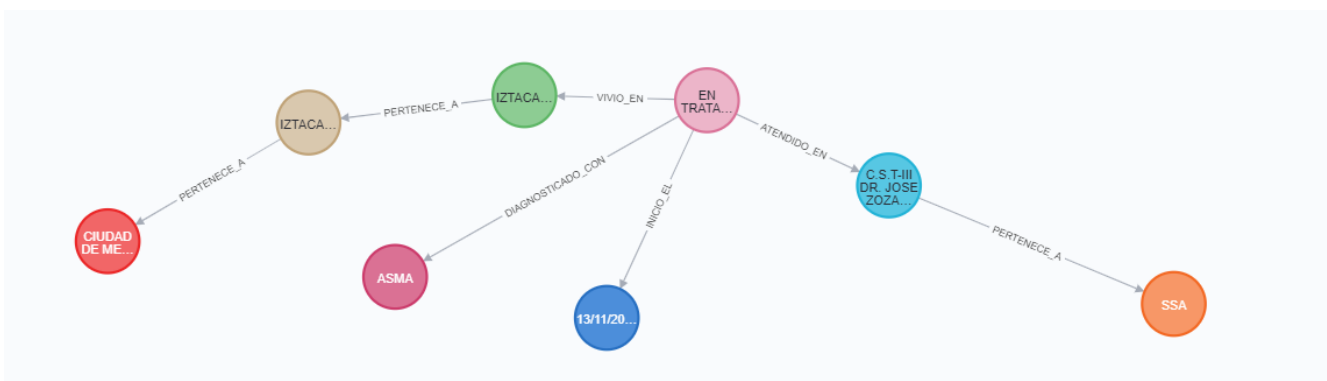 EN
TRATA...
VIVIO_EN
IZTACA...
PERTENECE_A
IZTACA...
PERTENECE_A
CIUDAD
DE ME...
DIAGNOSTICADO_CON
ASMA
INICIO_EL
13/11/20...
ATENDIDO_EN
C.S.T-III
DR. JOSE
ZOZA...
PERTENECE_A
SSA